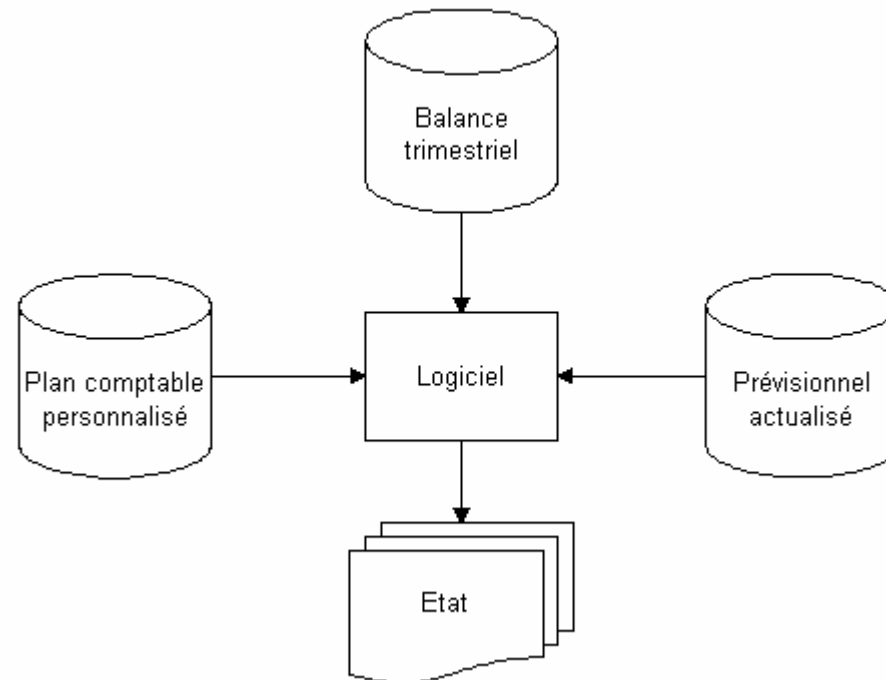 Balance
trimestriel
Plan comptable
personnalisé
Logiciel
Prévisionnel
actualisé
Etat